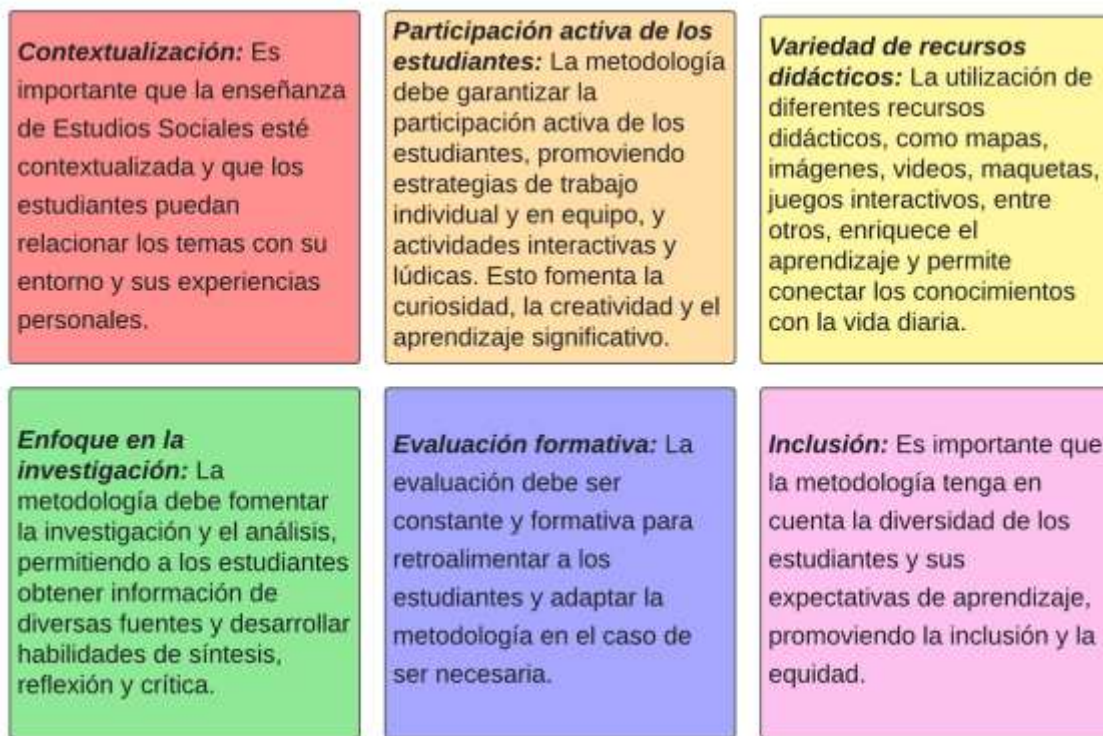 Contextualización: Es
importante que la enseñanza
de Estudios Sociales esté
contextualizada y que los
estudiantes puedan
relacionar los temas con su
entorno y sus experiencias
personales.
Participación activa de los
estudiantes: La metodología
debe garantizar la
participación activa de los
estudiantes, promoviendo
estrategias de trabajo
individual y en equipo, y
actividades interactivas y
lúdicas. Esto fomenta la
curiosidad, la creatividad y el
aprendizaje significativo.
Variedad de recursos
didácticos: La utilización de
diferentes recursos
didácticos, como mapas,
imágenes, videos, maquetas,
juegos interactivos, entre
otros, enriquece el
aprendizaje y permite
conectar los conocimientos
con la vida diaria.
Enfoque en la
investigación: La
metodología debe fomentar
la investigación y el análisis,
permitiendo a los estudiantes
obtener información de
diversas fuentes y desarrollar
habilidades de síntesis,
reflexión y crítica.
Evaluación formativa: La
evaluación debe ser
constante y formativa para
retroalimentar a los
estudiantes y adaptar la
metodología en el caso de
ser necesaria.
Inclusión: Es importante que
la metodología tenga en
cuenta la diversidad de los
estudiantes y sus
expectativas de aprendizaje,
promoviendo la inclusión y la
equidad.